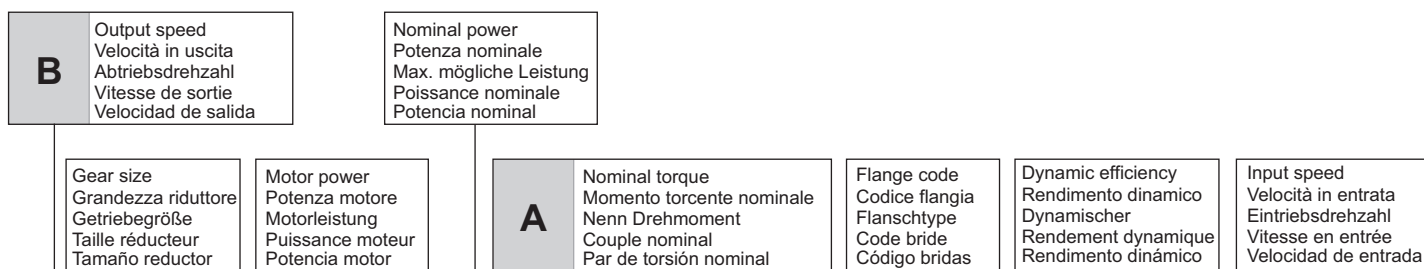 B
Output speed
Velocità in uscita
Abtriebsdrehzahl
Vitesse de sortie
Velocidad de salida
Nominal power
Potenza nominale
Max. mögliche Leistung
Poissance nominale
Potencia nominal
Gear size
Grandezza riduttore
Getriebegröße
Taille réducteur
Tamaño reductor
Motor power
Potenza motore
Motorleistung
Puissance moteur
Potencia motor
A
Nominal torque
Momento torcente nominale
Nenn Drehmoment
Couple nominal
Par de torsión nominal
Flange code
Codice flangia
Flanschtype
Code bride
Código bridas
Dynamic efficiency
Rendimento dinamico
Dynamischer
Rendement dynamique
Rendimento dinámico
Input speed
Velocità in entrata
Eintriebsdrehzahl
Vitesse en entrée
Velocidad de entrada